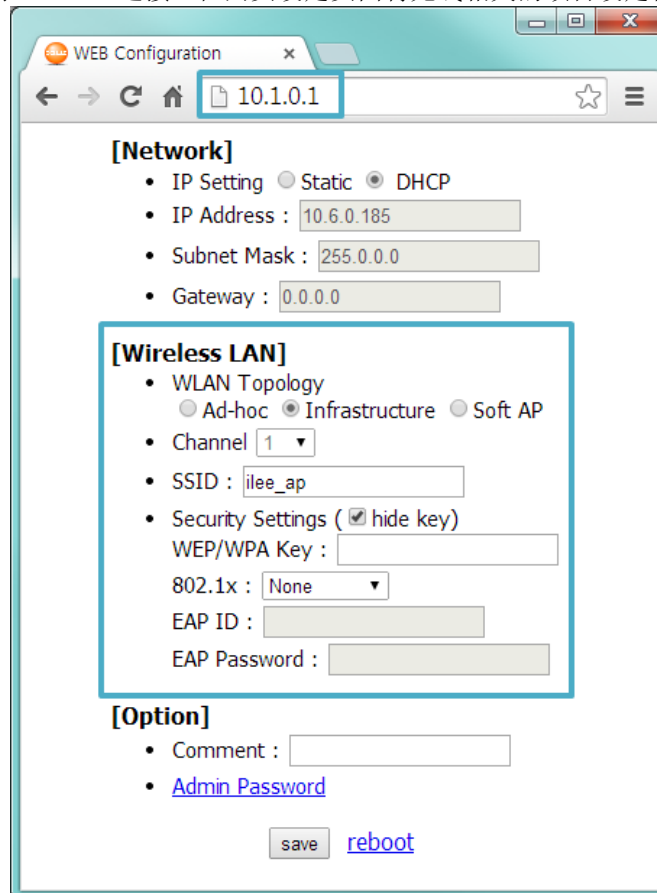 WEB Configuration
10.1.0.1
[Network]
• IP Setting Static DHCP
• IP Address : 10.6.0.185
• Subnet Mask : 255.0.0.0
• Gateway : 0.0.0.0
[Wireless LAN]
• WLAN Topology
Ad-hoc Infrastructure Soft AP
• Channel 1
• SSID : ilee_ap
• Security Settings ( hide key)
WEP/WPA Key :
802.1x : None
EAP ID :
EAP Password :
[Option]
• Comment :
• Admin Password
save reboot